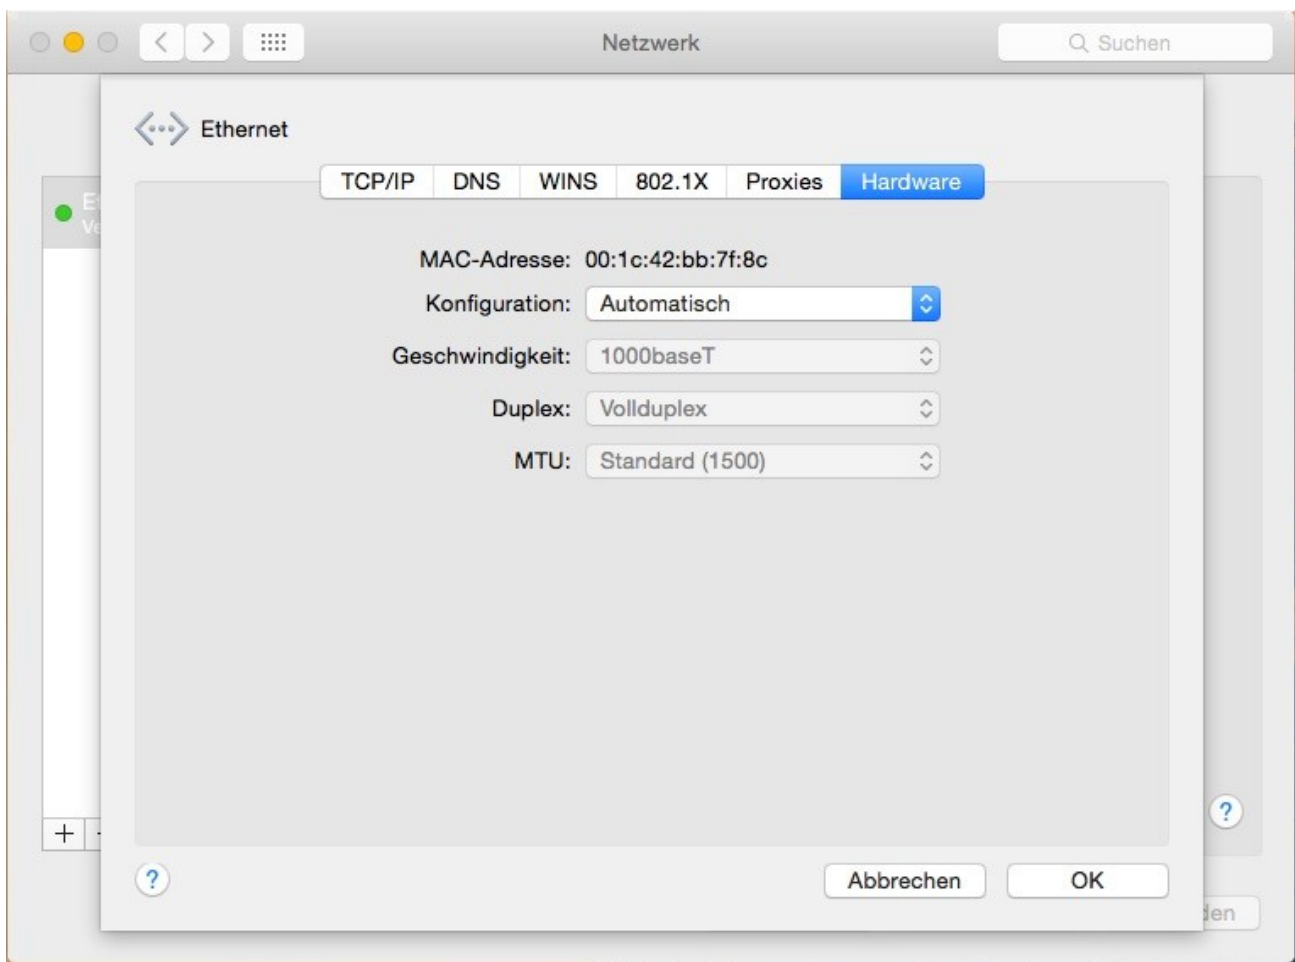 Netzwerk
Suchen
Ethernet
TCP/IP DNS WINS 802.1X Proxies Hardware
MAC-Adresse: 00:1c:42:bb:7f:8c
Konfiguration: Automatisch
Geschwindigkeit: 1000baseT
Duplex: Vollduplex
MTU: Standard (1500)
+
?
?
Abbrechen OK